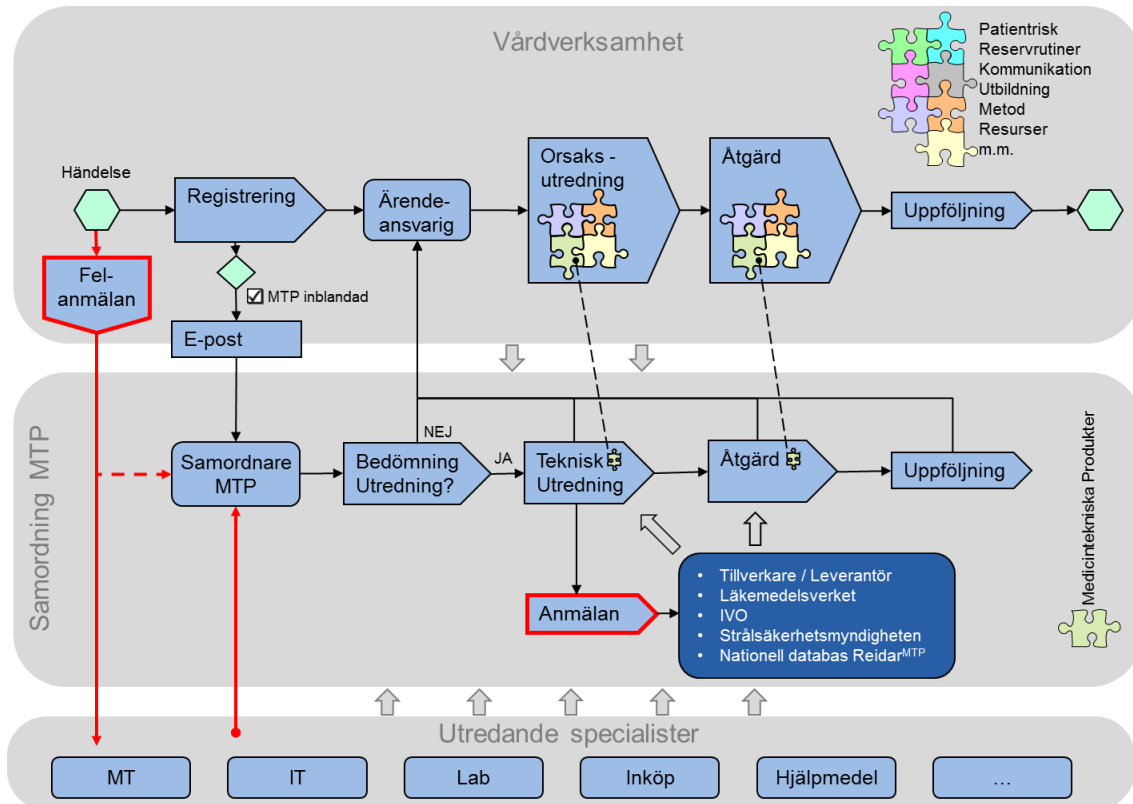 Vårdverksamhet
Patientrisk
Reservrutiner
Kommunikation
Utbildning
Metod
Resurser
m.m.
Händelse
Registrering
Ärende-
ansvarig
Orsaks -
utredning
Åtgärd
Uppföljning
Fel-
anmälan
MTP inblandad
E-post
Samordning MTP
Samordnare
MTP
Bedömning
Utredning?
NEJ
JA
Teknisk
Utredning
Åtgärd
Uppföljning
Medicintekniska Produkter
Anmälan
• Tillverkare / Leverantör
• Läkemedelsverket
• IVO
• Strålsäkerhetsmyndigheten
• Nationell databas ReidarMTP
Utredande specialister
MT
IT
Lab
Inköp
Hjälpmedel
...